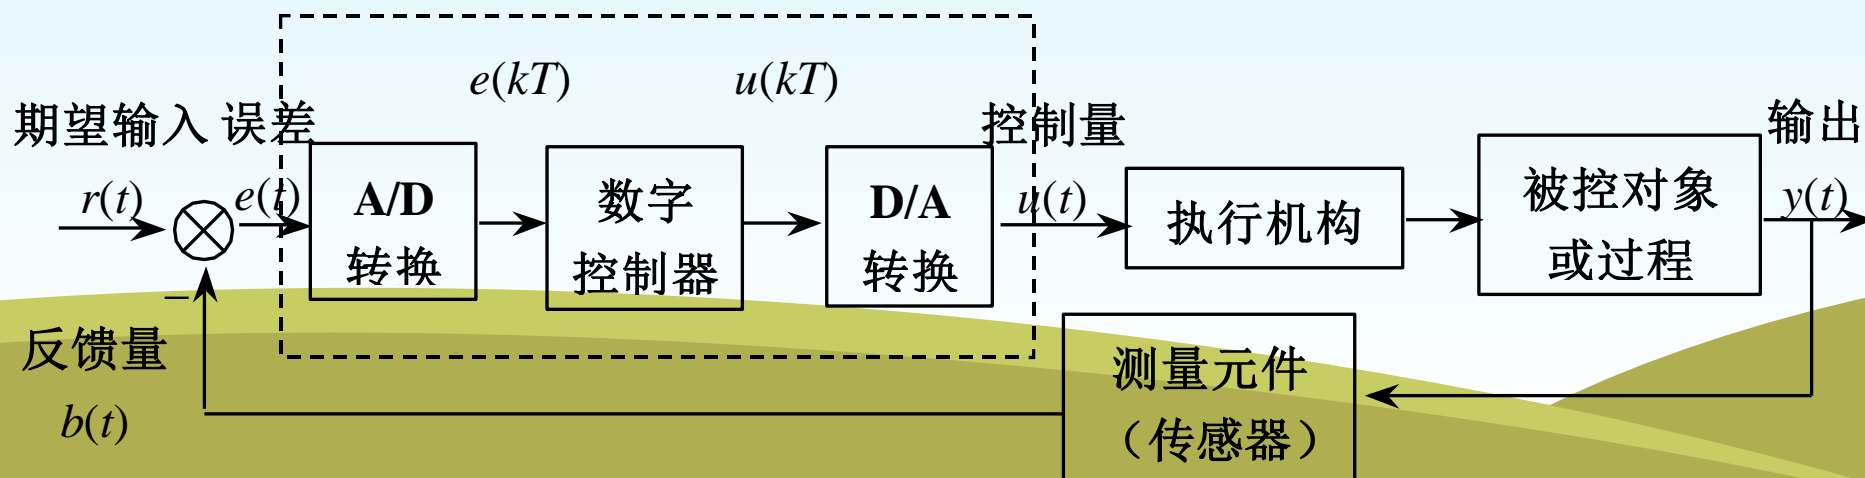 e(kT)
u(kT)
期望输入
误差
控制量
输出
r(t)
e(t)
A/D
转换
数字
控制器
D/A
转换
u(t)
执行机构
被控对象
或过程
y(t)
−
反馈量
b(t)
测量元件
（传感器）